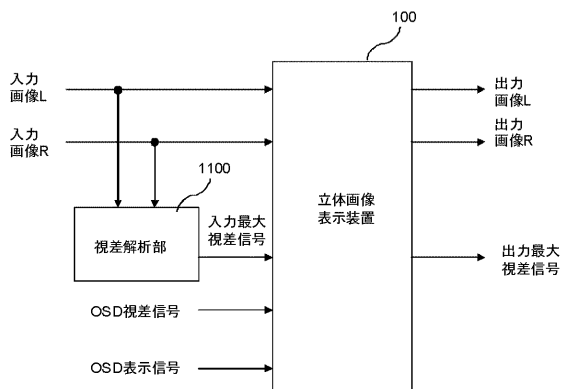 100
入力
画像L
出力
画像L
入力
画像R
出力
画像R
1100
立体画像
表示装置
入力最大
視差信号
視差解析部
出力最大
視差信号
OSD視差信号
OSD表示信号